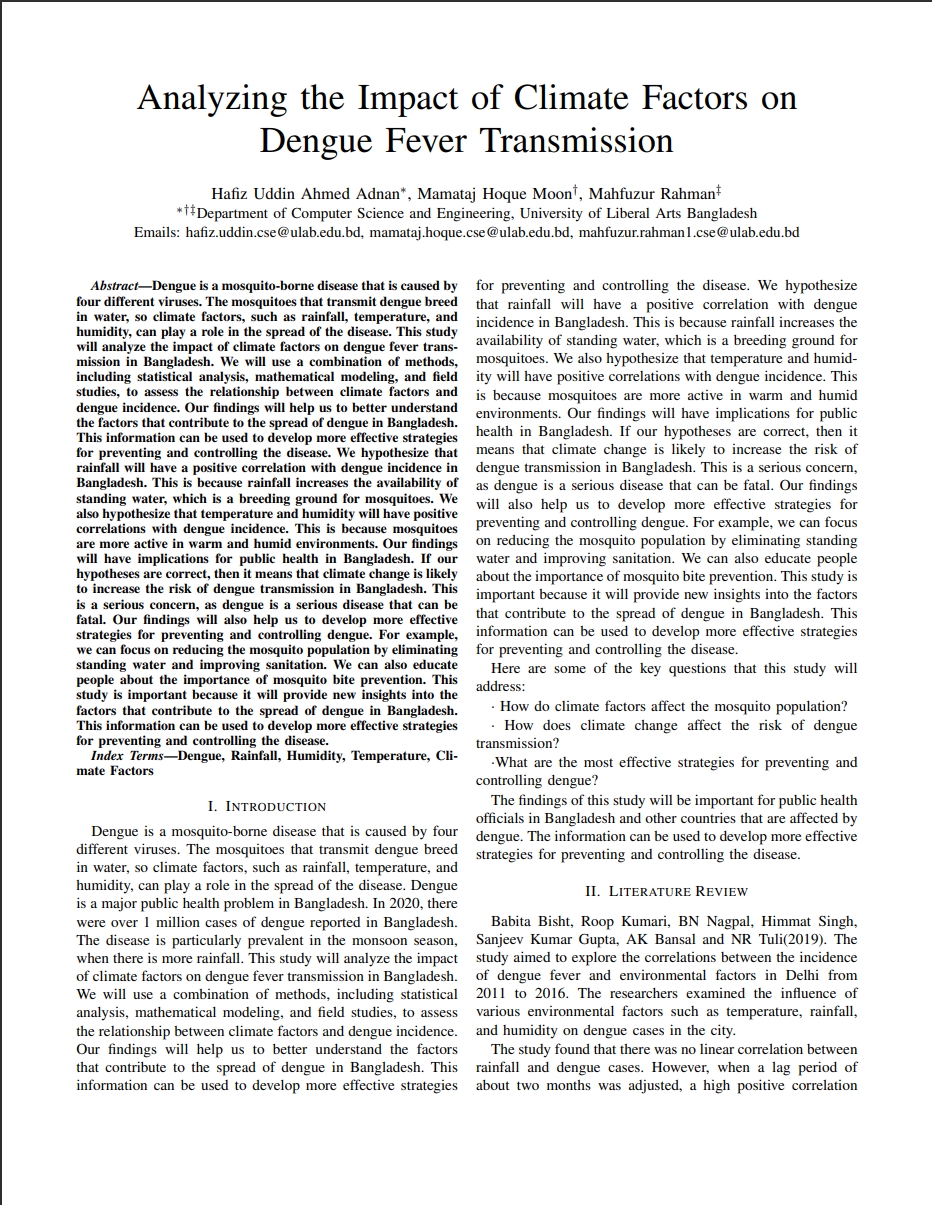 Analyzing the Impact of Climate Factors on
Dengue Fever Transmission
Hafiz Uddin Ahmed Adnan*, Mamataj Hoque Moon†, Mahfuzur Rahman‡
*†‡Department of Computer Science and Engineering, University of Liberal Arts Bangladesh
Emails: hafiz.uddin.cse@ulab.edu.bd, mamataj.hoque.cse@ulab.edu.bd, mahfuzur.rahman1.cse@ulab.edu.bd
Abstract—Dengue is a mosquito-borne disease that is caused by
four different viruses. The mosquitoes that transmit dengue breed
in water, so climate factors, such as rainfall, temperature, and
humidity, can play a role in the spread of the disease. This study
will analyze the impact of climate factors on dengue fever trans-
mission in Bangladesh. We will use a combination of methods,
including statistical analysis, mathematical modeling, and field
studies, to assess the relationship between climate factors and
dengue incidence. Our findings will help us to better understand
the factors that contribute to the spread of dengue in Bangladesh.
This information can be used to develop more effective strategies
for preventing and controlling the disease. We hypothesize that
rainfall will have a positive correlation with dengue incidence in
Bangladesh. This is because rainfall increases the availability of
standing water, which is a breeding ground for mosquitoes. We
also hypothesize that temperature and humidity will have positive
correlations with dengue incidence. This is because mosquitoes
are more active in warm and humid environments. Our findings
will have implications for public health in Bangladesh. If our
hypotheses are correct, then it means that climate change is likely
to increase the risk of dengue transmission in Bangladesh. This
is a serious concern, as dengue is a serious disease that can be
fatal. Our findings will also help us to develop more effective
strategies for preventing and controlling dengue. For example,
we can focus on reducing the mosquito population by eliminating
standing water and improving sanitation. We can also educate
people about the importance of mosquito bite prevention. This
study is important because it will provide new insights into the
factors that contribute to the spread of dengue in Bangladesh.
This information can be used to develop more effective strategies
for preventing and controlling the disease.
Index Terms—Dengue, Rainfall, Humidity, Temperature, Cli-
mate Factors
I. INTRODUCTION
Dengue is a mosquito-borne disease that is caused by four
different viruses. The mosquitoes that transmit dengue breed
in water, so climate factors, such as rainfall, temperature, and
humidity, can play a role in the spread of the disease. Dengue
is a major public health problem in Bangladesh. In 2020, there
were over 1 million cases of dengue reported in Bangladesh.
The disease is particularly prevalent in the monsoon season,
when there is more rainfall. This study will analyze the impact
of climate factors on dengue fever transmission in Bangladesh.
We will use a combination of methods, including statistical
analysis, mathematical modeling, and field studies, to assess
the relationship between climate factors and dengue incidence.
Our findings will help us to better understand the factors
that contribute to the spread of dengue in Bangladesh. This
information can be used to develop more effective strategies
for preventing and controlling the disease. We hypothesize
that rainfall will have a positive correlation with dengue
incidence in Bangladesh. This is because rainfall increases the
availability of standing water, which is a breeding ground for
mosquitoes. We also hypothesize that temperature and humid-
ity will have positive correlations with dengue incidence. This
is because mosquitoes are more active in warm and humid
environments. Our findings will have implications for public
health in Bangladesh. If our hypotheses are correct, then it
means that climate change is likely to increase the risk of
dengue transmission in Bangladesh. This is a serious concern,
as dengue is a serious disease that can be fatal. Our findings
will also help us to develop more effective strategies for
preventing and controlling dengue. For example, we can focus
on reducing the mosquito population by eliminating standing
water and improving sanitation. We can also educate people
about the importance of mosquito bite prevention. This study is
important because it will provide new insights into the factors
that contribute to the spread of dengue in Bangladesh. This
information can be used to develop more effective strategies
for preventing and controlling the disease.
Here are some of the key questions that this study will
address:
· How do climate factors affect the mosquito population?
· How does climate change affect the risk of dengue
transmission?
·What are the most effective strategies for preventing and
controlling dengue?
The findings of this study will be important for public health
officials in Bangladesh and other countries that are affected by
dengue. The information can be used to develop more effective
strategies for preventing and controlling the disease.
II. LITERATURE REVIEW
Babita Bisht, Roop Kumari, BN Nagpal, Himmat Singh,
Sanjeev Kumar Gupta, AK Bansal and NR Tuli(2019). The
study aimed to explore the correlations between the incidence
of dengue fever and environmental factors in Delhi from
2011 to 2016. The researchers examined the influence of
various environmental factors such as temperature, rainfall,
and humidity on dengue cases in the city.
The study found that there was no linear correlation between
rainfall and dengue cases. However, when a lag period of
about two months was adjusted, a high positive correlation